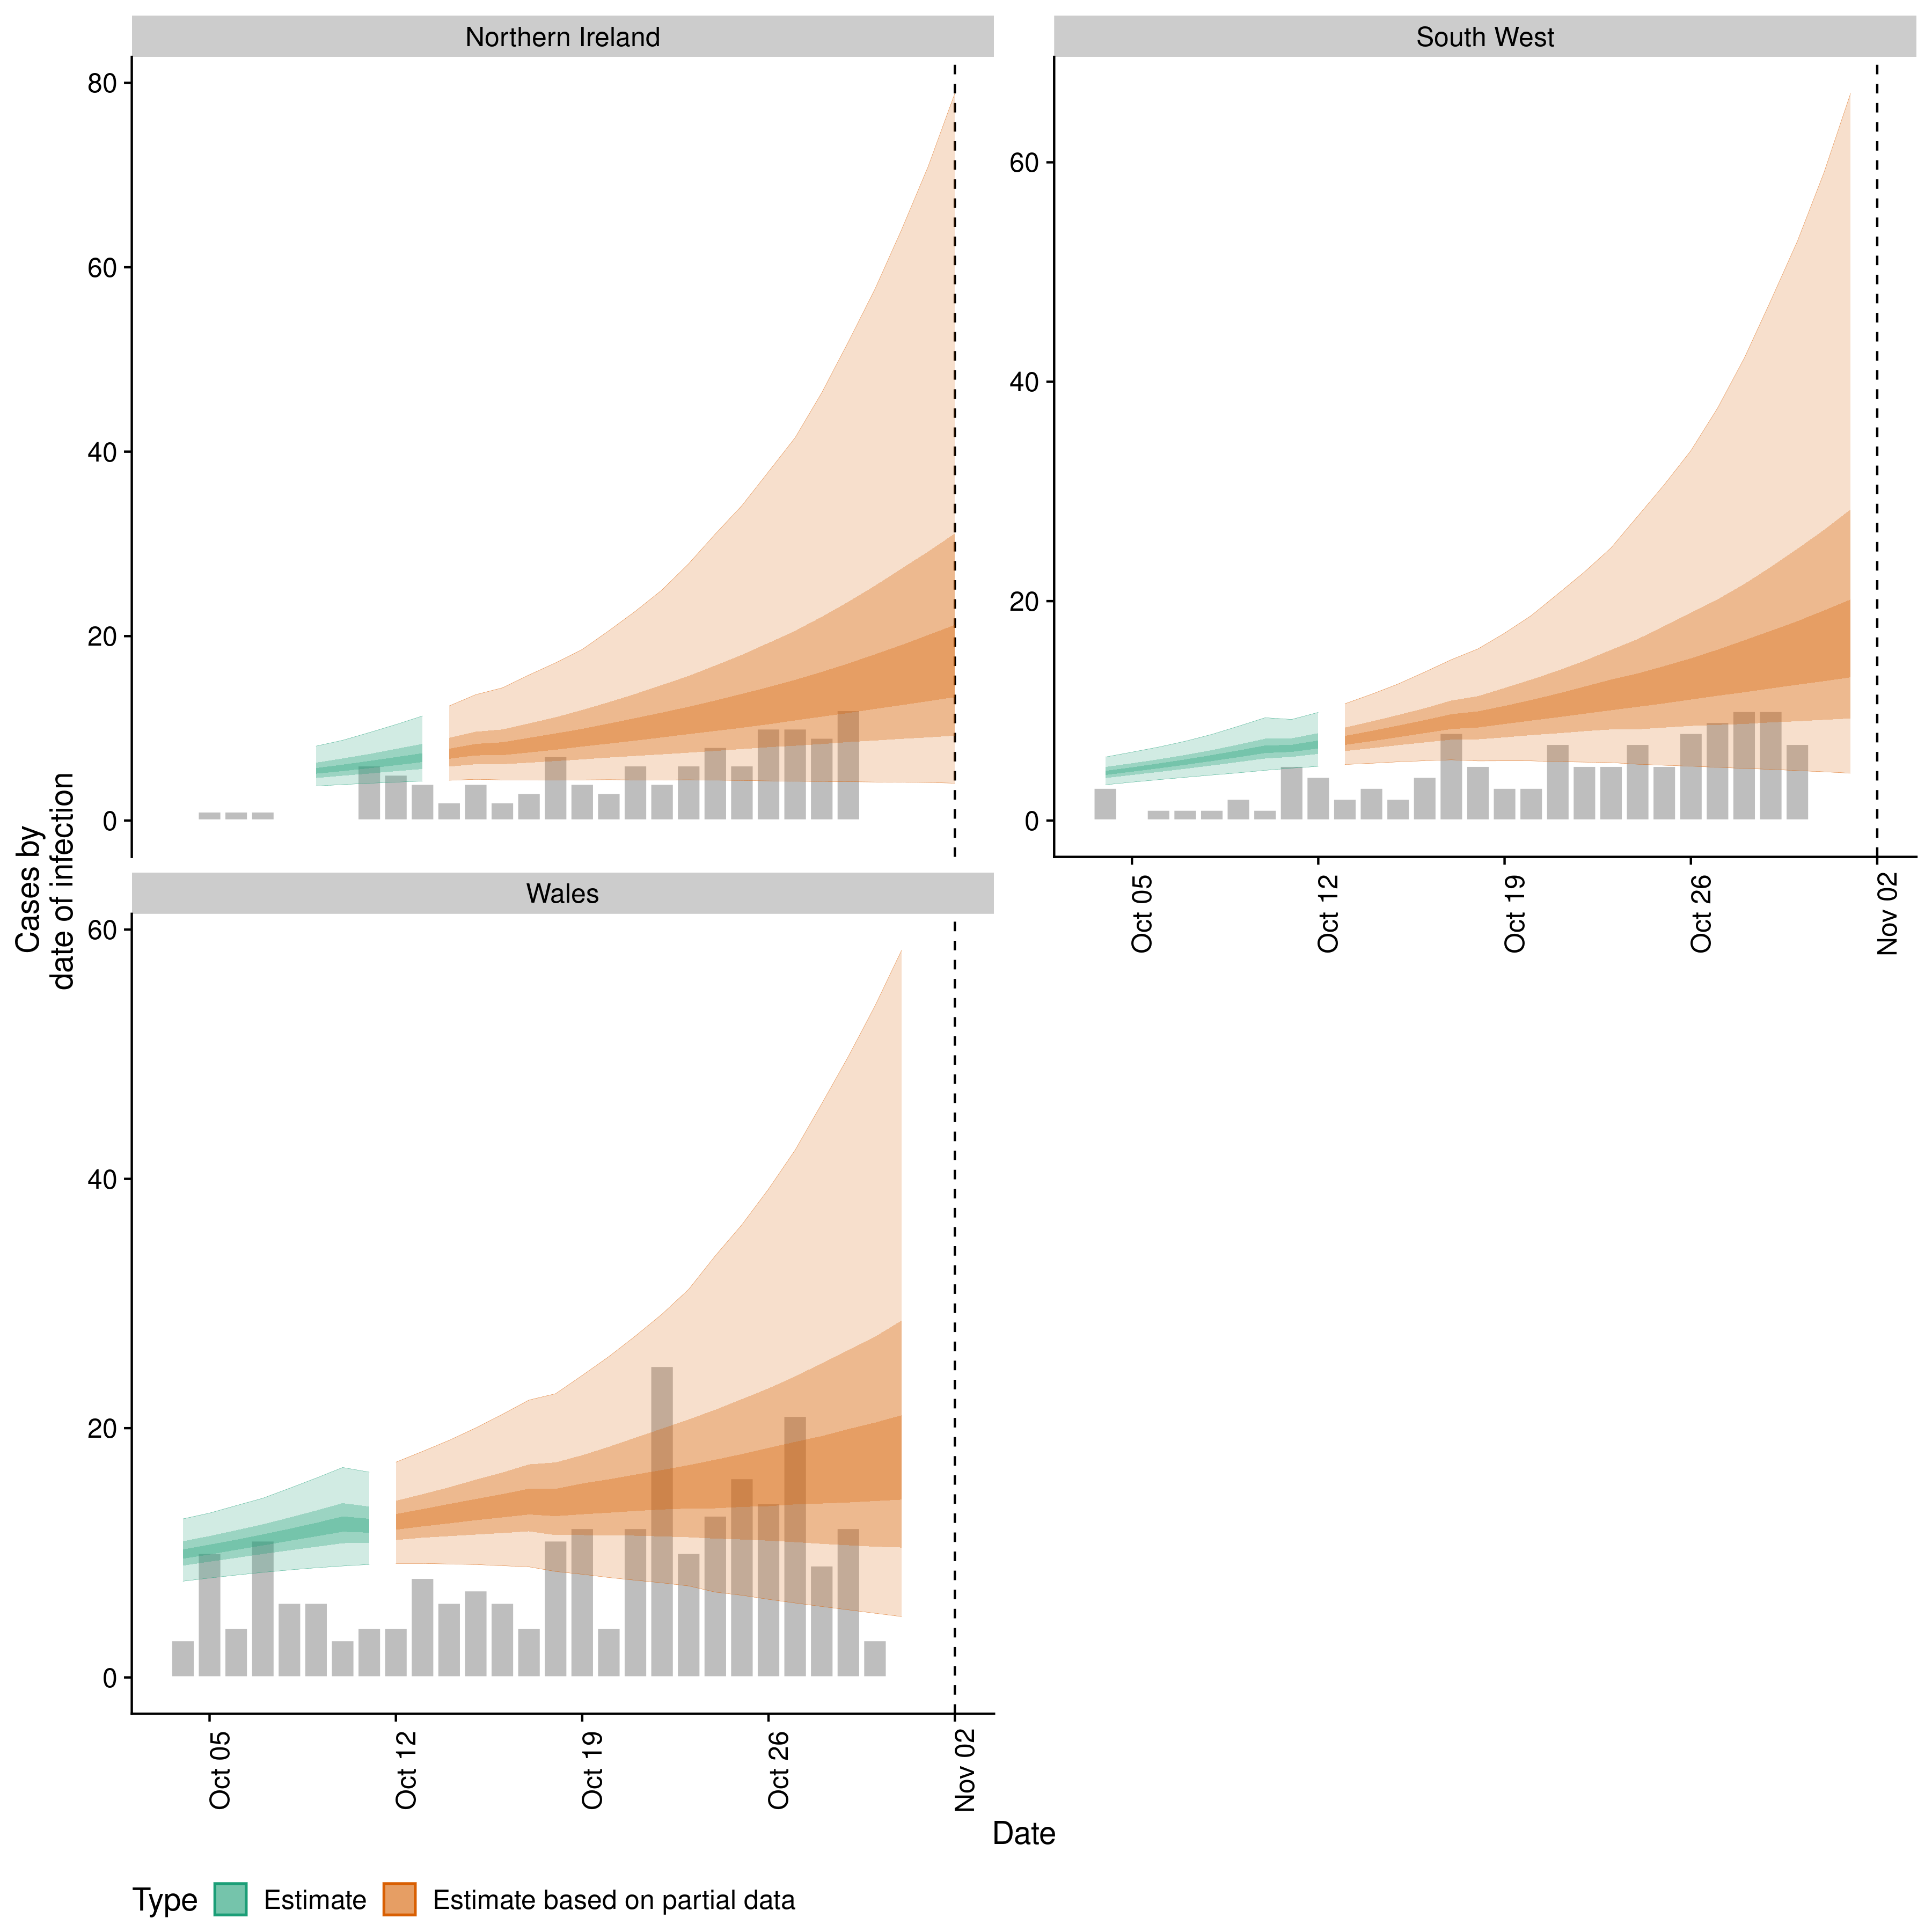 Northern Ireland
South West
80
60
40
20
0
60
40
20
0
Oct 05
Oct 12
Oct 19
Oct 26
Nov 02
Cases by
date of infection
Wales
60
40
20
0
Oct 05
Oct 12
Oct 19
Oct 26
Nov 02
Date
Type Estimate Estimate based on partial data